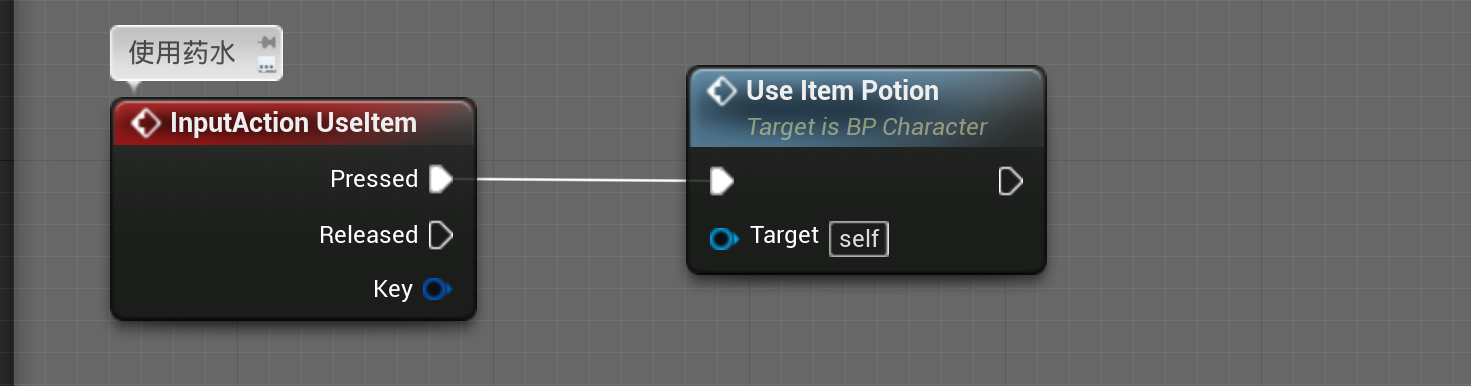 使用药水
InputAction UseItem
Pressed
Released
Key
Use Item Potion
Target is BP Character
Target self